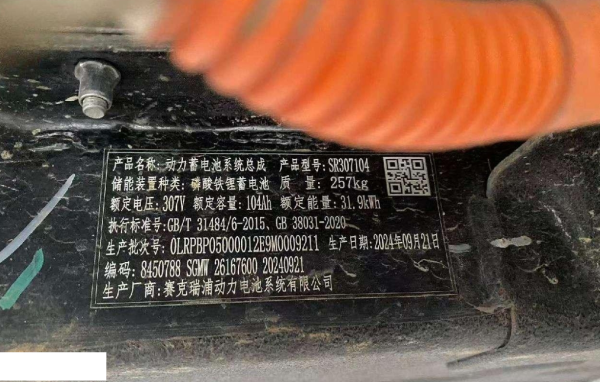 产品名称: 动力蓄电池系统总成 产品型号: SR307104
储能装置种类: 磷酸铁锂蓄电池 质 量: 257kg
额定电压: 307V 额定容量: 104Ah 额定能量: 31.9kWh
执行标准号: GB/T 31484/6-2015、GB 38031-2020
生产批次号: 0LRPBP05000012E9M0009211 生产日期: 2024年09月21日
编码: 8450788 SGMW 26167600 20240921
生产厂商: 赛克瑞浦动力电池系统有限公司